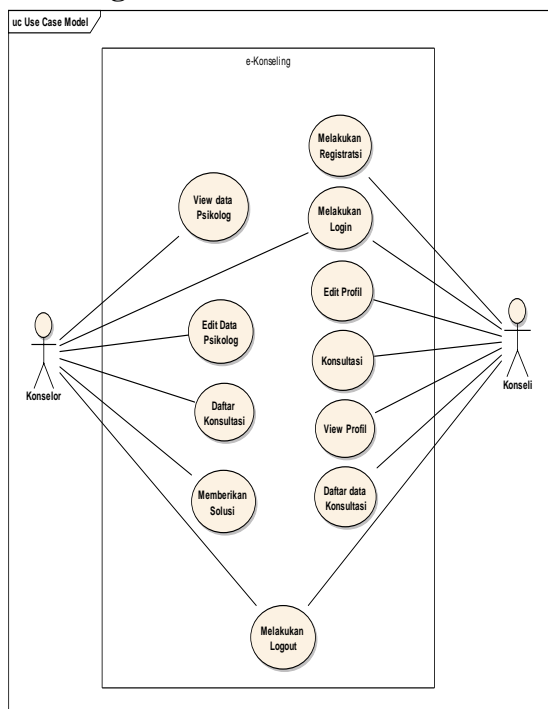 uc Use Case Model
e-Konseling
Melakukan
Registratsi
View data
Psikolog
Melakukan
Login
Edit Profil
Edit Data
Psikolog
Konsultasi
Konselor
Konseli
Daftar
Konsultasi
View Profil
Memberikan
Solusi
Daftar data
Konsultasi
Melakukan
Logout